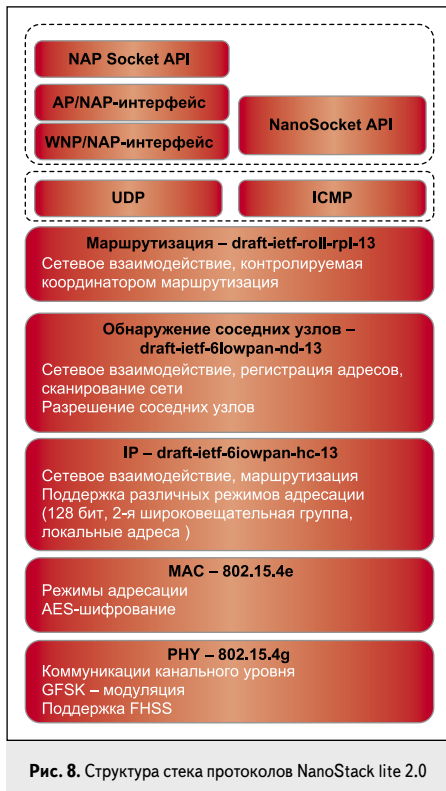 NAP Socket API
AP/NAP-интерфейс
WNP/NAP-интерфейс
NanoSocket API
UDP
ICMP
Маршрутизация – draft-ietf-roll-rpl-13
Сетевое взаимодействие, контролируемая
координатором маршрутизация
Обнаружение соседних узлов –
draft-ietf-6lowpan-nd-13
Сетевое взаимодействие, регистрация адресов,
сканирование сети
Разрешение соседних узлов
IP – draft-ietf-6iowpan-hc-13
Сетевое взаимодействие, маршрутизация
Поддержка различных режимов адресации
(128 бит, 2-я широковещательная группа,
локальные адреса )
MAC – 802.15.4e
Режимы адресации
AES-шифрование
PHY – 802.15.4g
Коммуникации канального уровня
GFSK – модуляция
Поддержка FHSS
Рис. 8. Структура стека протоколов NanoStack lite 2.0